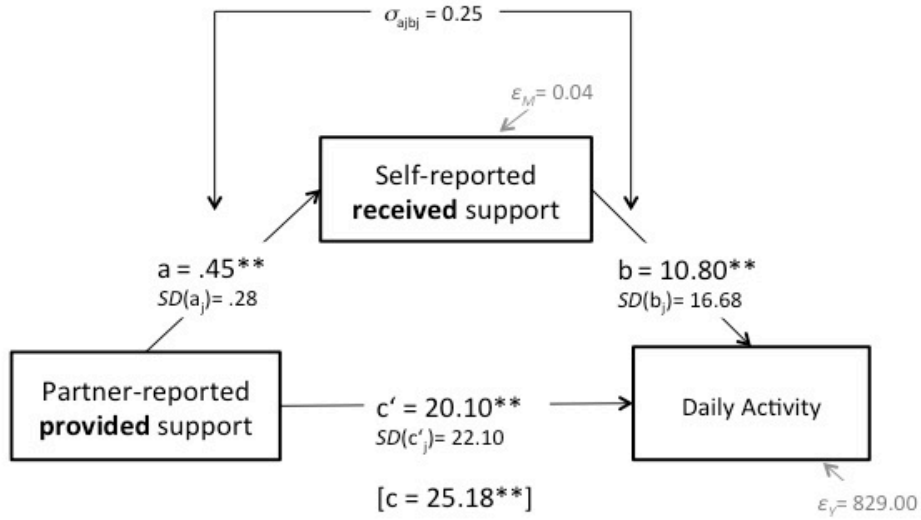 σajbj = 0.25
εM= 0.04
Self-reported
received support
a = .45**
SD(aj)= .28
b = 10.80**
SD(bj) = 16.68
Partner-reported
provided support
c‘ = 20.10**
SD(c‘j)= 22.10
Daily Activity
[c = 25.18**]
εY= 829.00